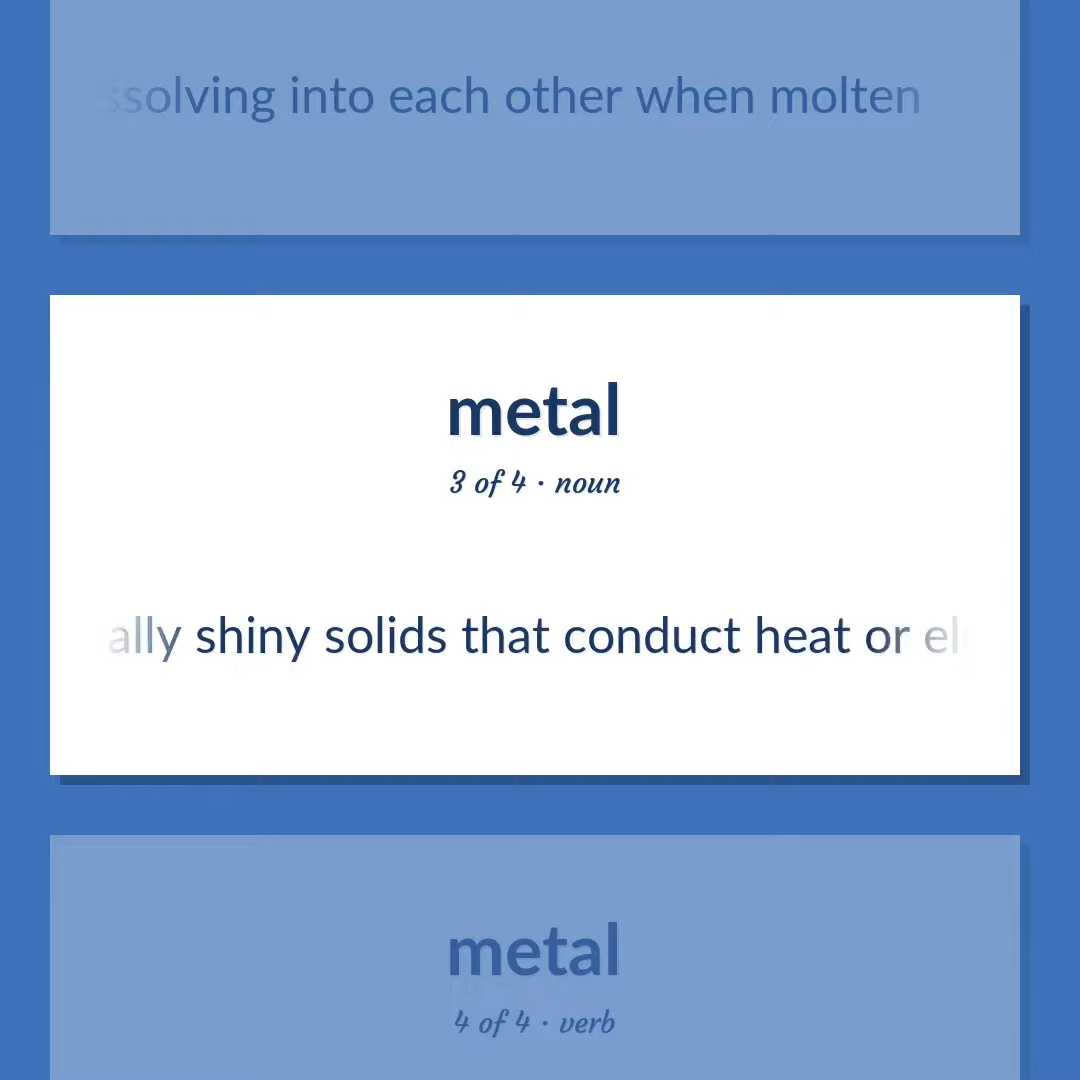 ssolving into each other when molten
metal
3 of 4 · noun
ally shiny solids that conduct heat or el
metal
4 of 4 · verb